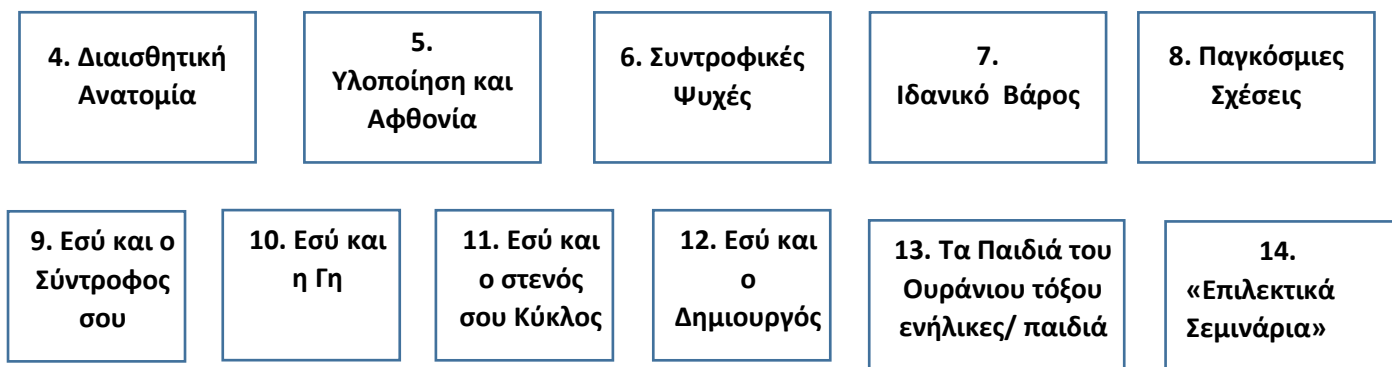 4. Διαισθητική
Ανατομία
5.
Υλοποίηση και
Αφθονία
6. Συντροφικές
Ψυχές
7.
Ιδανικό Βάρος
8. Παγκόσμιες
Σχέσεις
9. Εσύ και ο
Σύντροφος
σου
10. Εσύ και
η Γη
11. Εσύ και
ο στενός
σου Κύκλος
12. Εσύ και
ο
Δημιουργός
13. Τα Παιδιά του
Ουράνιου τόξου
ενήλικες/ παιδιά
14.
«Επιλεκτικά
Σεμινάρια»